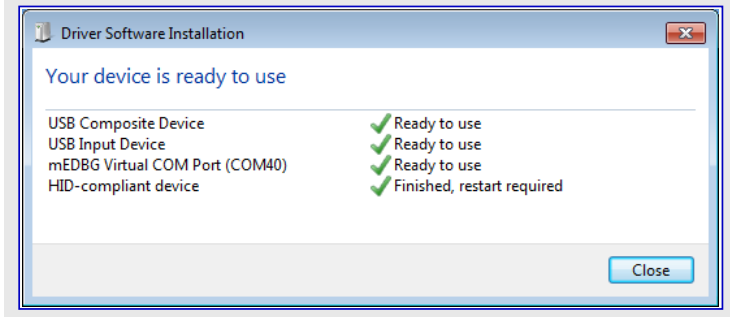 Driver Software Installation
Your device is ready to use
USB Composite Device Ready to use
USB Input Device Ready to use
mEDBG Virtual COM Port (COM40) Ready to use
HID-compliant device Finished, restart required
Close